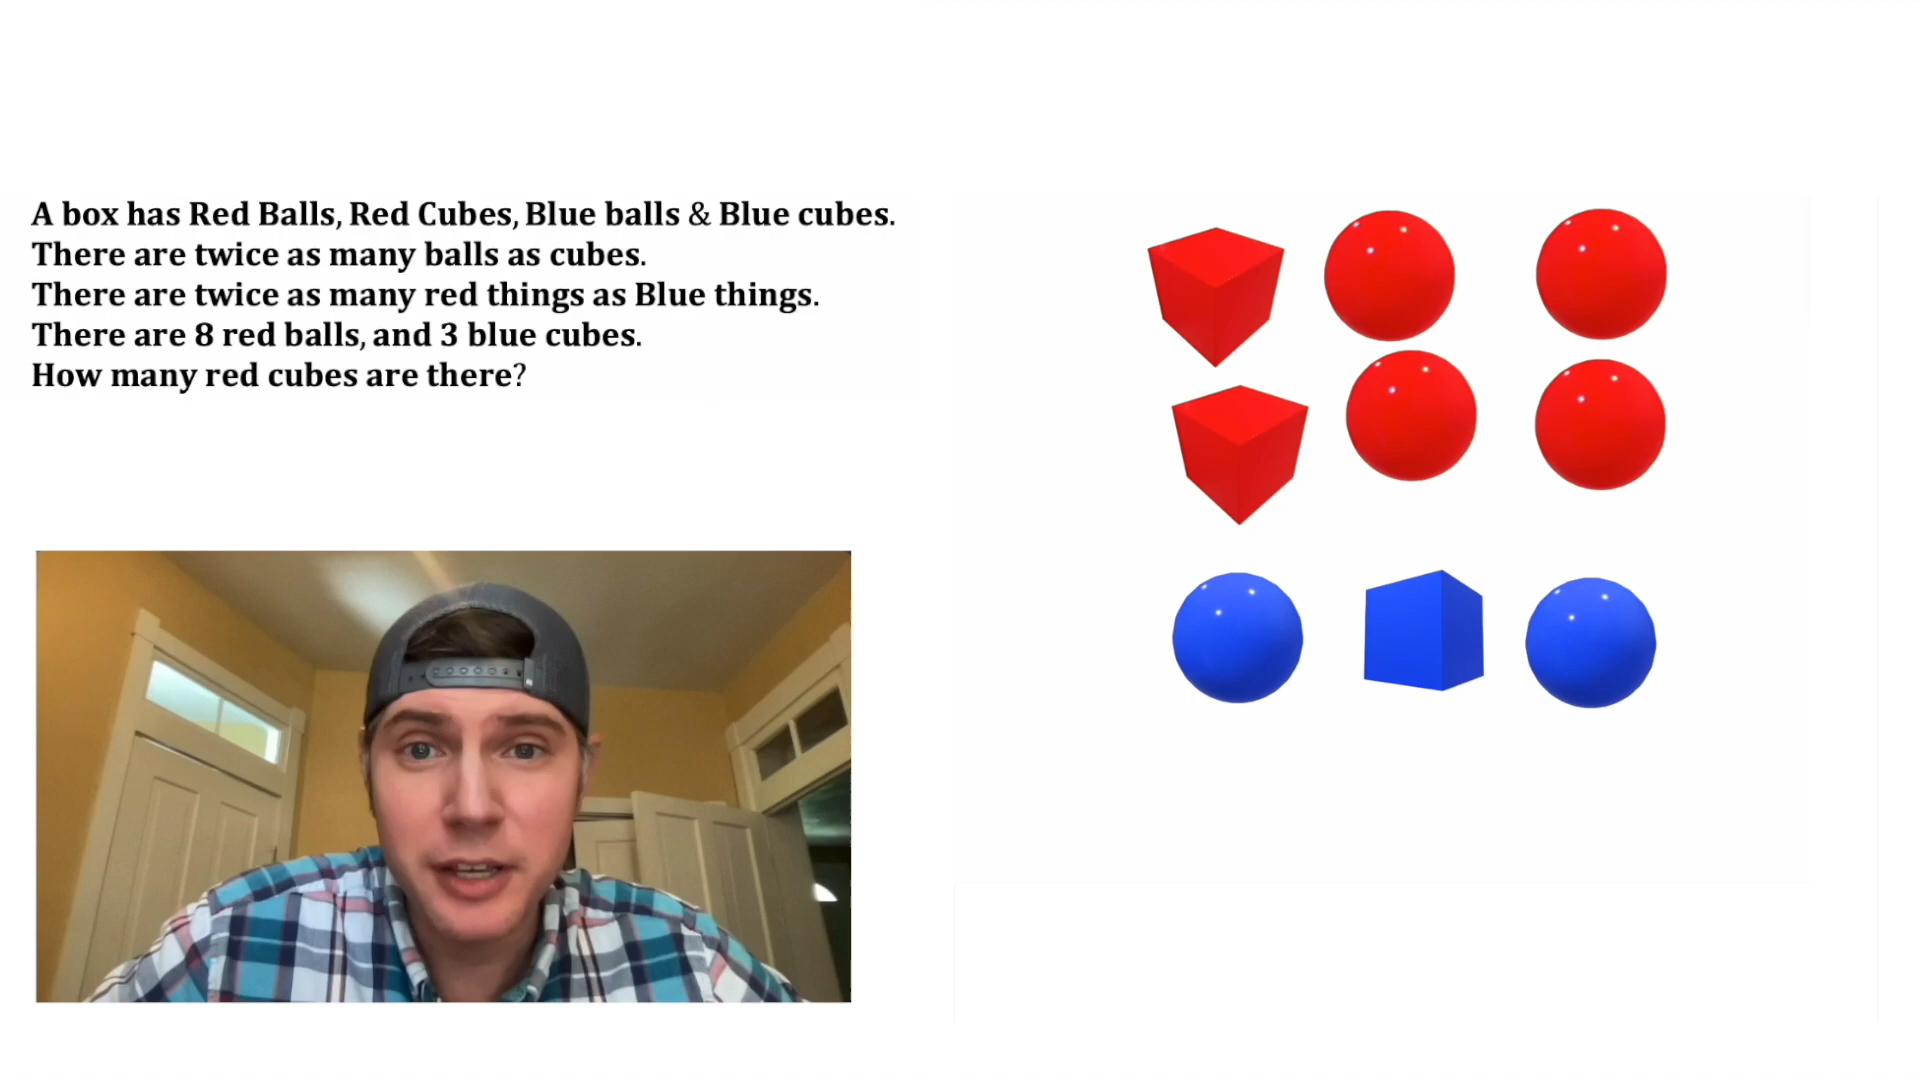 A box has Red Balls, Red Cubes, Blue balls & Blue cubes.
There are twice as many balls as cubes.
There are twice as many red things as Blue things.
There are 8 red balls, and 3 blue cubes.
How many red cubes are there?